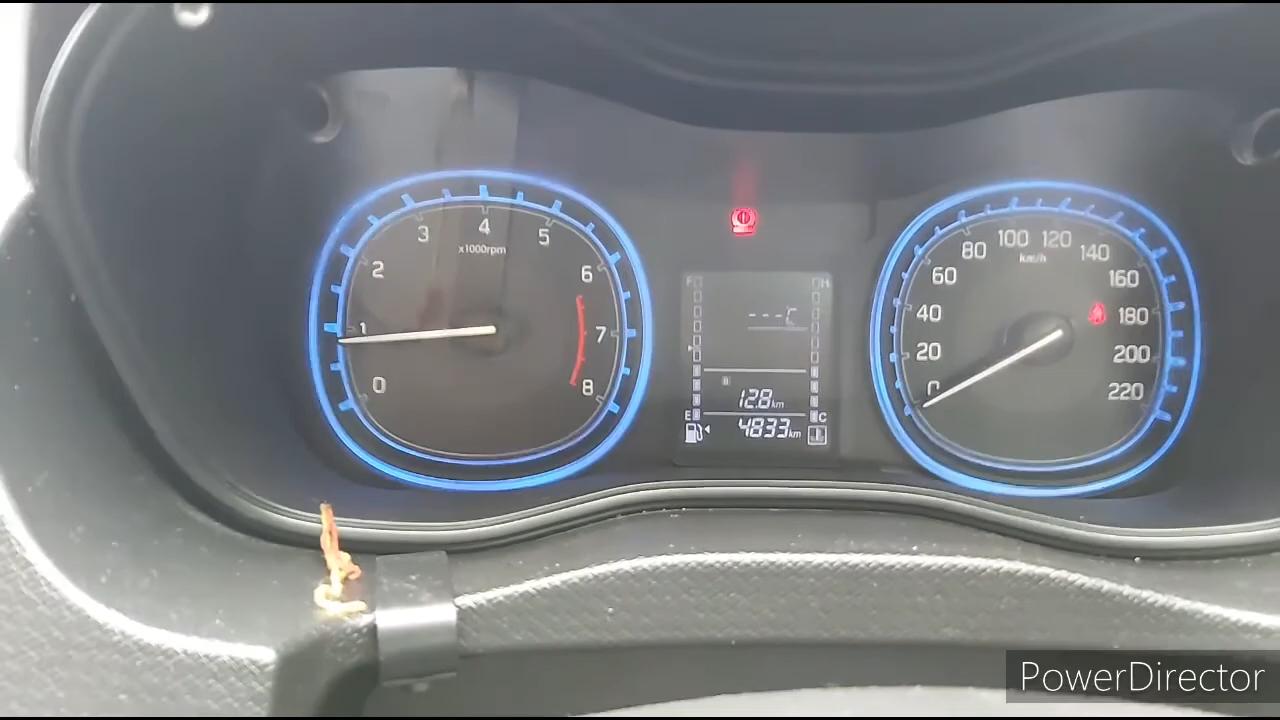 0 1 2 3 4 5 6 7 8
x1000rpm
F H
---C
B
12.8km
E C
4833km
0 20 40 60 80 100 120 140 160 180 200 220
km/h
PowerDirector